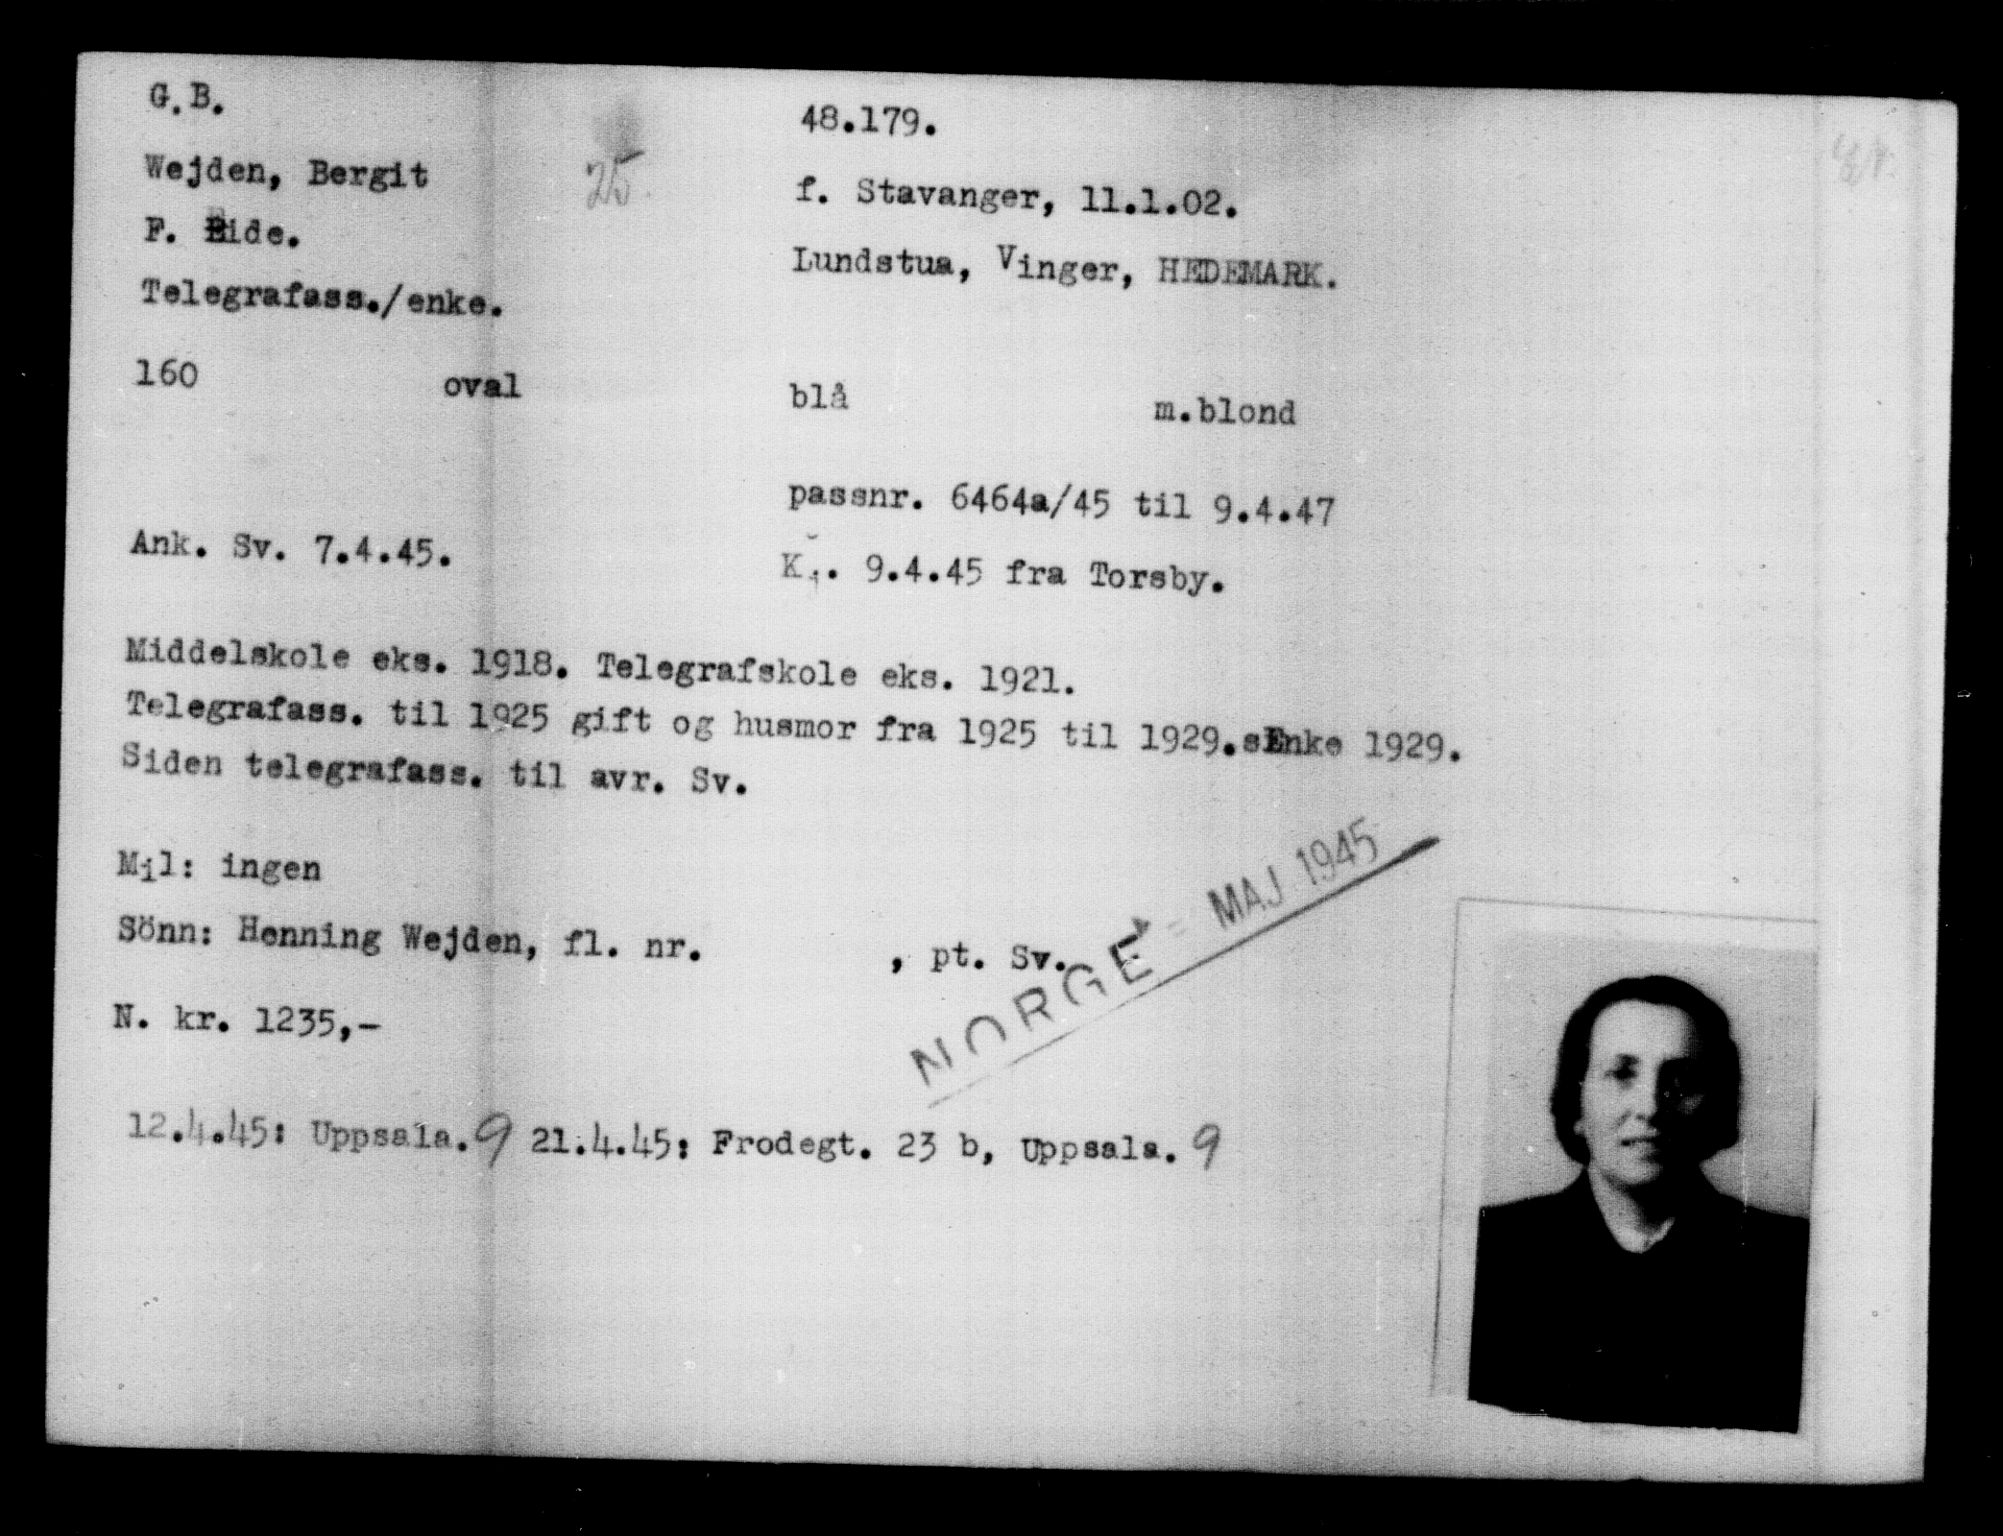 G.B.
48.179.
Wejden, Bergit
25.
f. Stavanger, 11.1.02.
F. Eide.
Lundstua, Vinger, HEDEMARK.
Telegrafass./enke.
160 oval blå m.blond
passnr. 6464a/45 til 9.4.47
Ank. Sv. 7.4.45.
Kj. 9.4.45 fra Torsby.
Middelskole eks. 1918. Telegrafskole eks. 1921.
Telegrafass. til 1925 gift og husmor fra 1925 til 1929.sEnke 1929.
Siden telegrafass. til avr. Sv.
Mil: ingen
Sönn: Henning Wejden, fl. nr. , pt. Sv.
NORGE = MAJ 1945
N. kr. 1235,-
12.4.45: Uppsala. 9 21.4.45: Frodegt. 23 b, Uppsala. 9